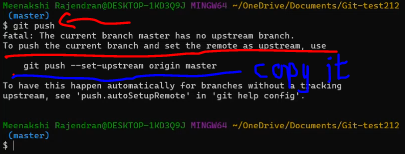 Meenakshi Rajendran@DESKTOP-1KD3Q9J MINGW64 ~/OneDrive/Documents/Git-test212
(master)
$ git push
fatal: The current branch master has no upstream branch.
To push the current branch and set the remote as upstream, use
git push --set-upstream origin master
copy it
To have this happen automatically for branches without a tracking
upstream, see 'push.autoSetupRemote' in 'git help config'.
Meenakshi Rajendran@DESKTOP-1KD3Q9J MINGW64 ~/OneDrive/Documents/Git-test212
(master)
$